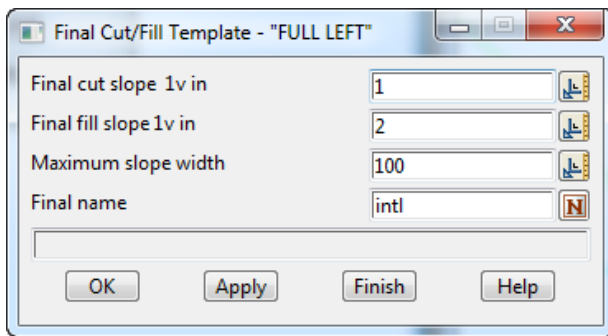 Final Cut/Fill Template - "FULL LEFT"
Final cut slope 1v in 1
Final fill slope 1v in 2
Maximum slope width 100
Final name intl N
OK Apply Finish Help